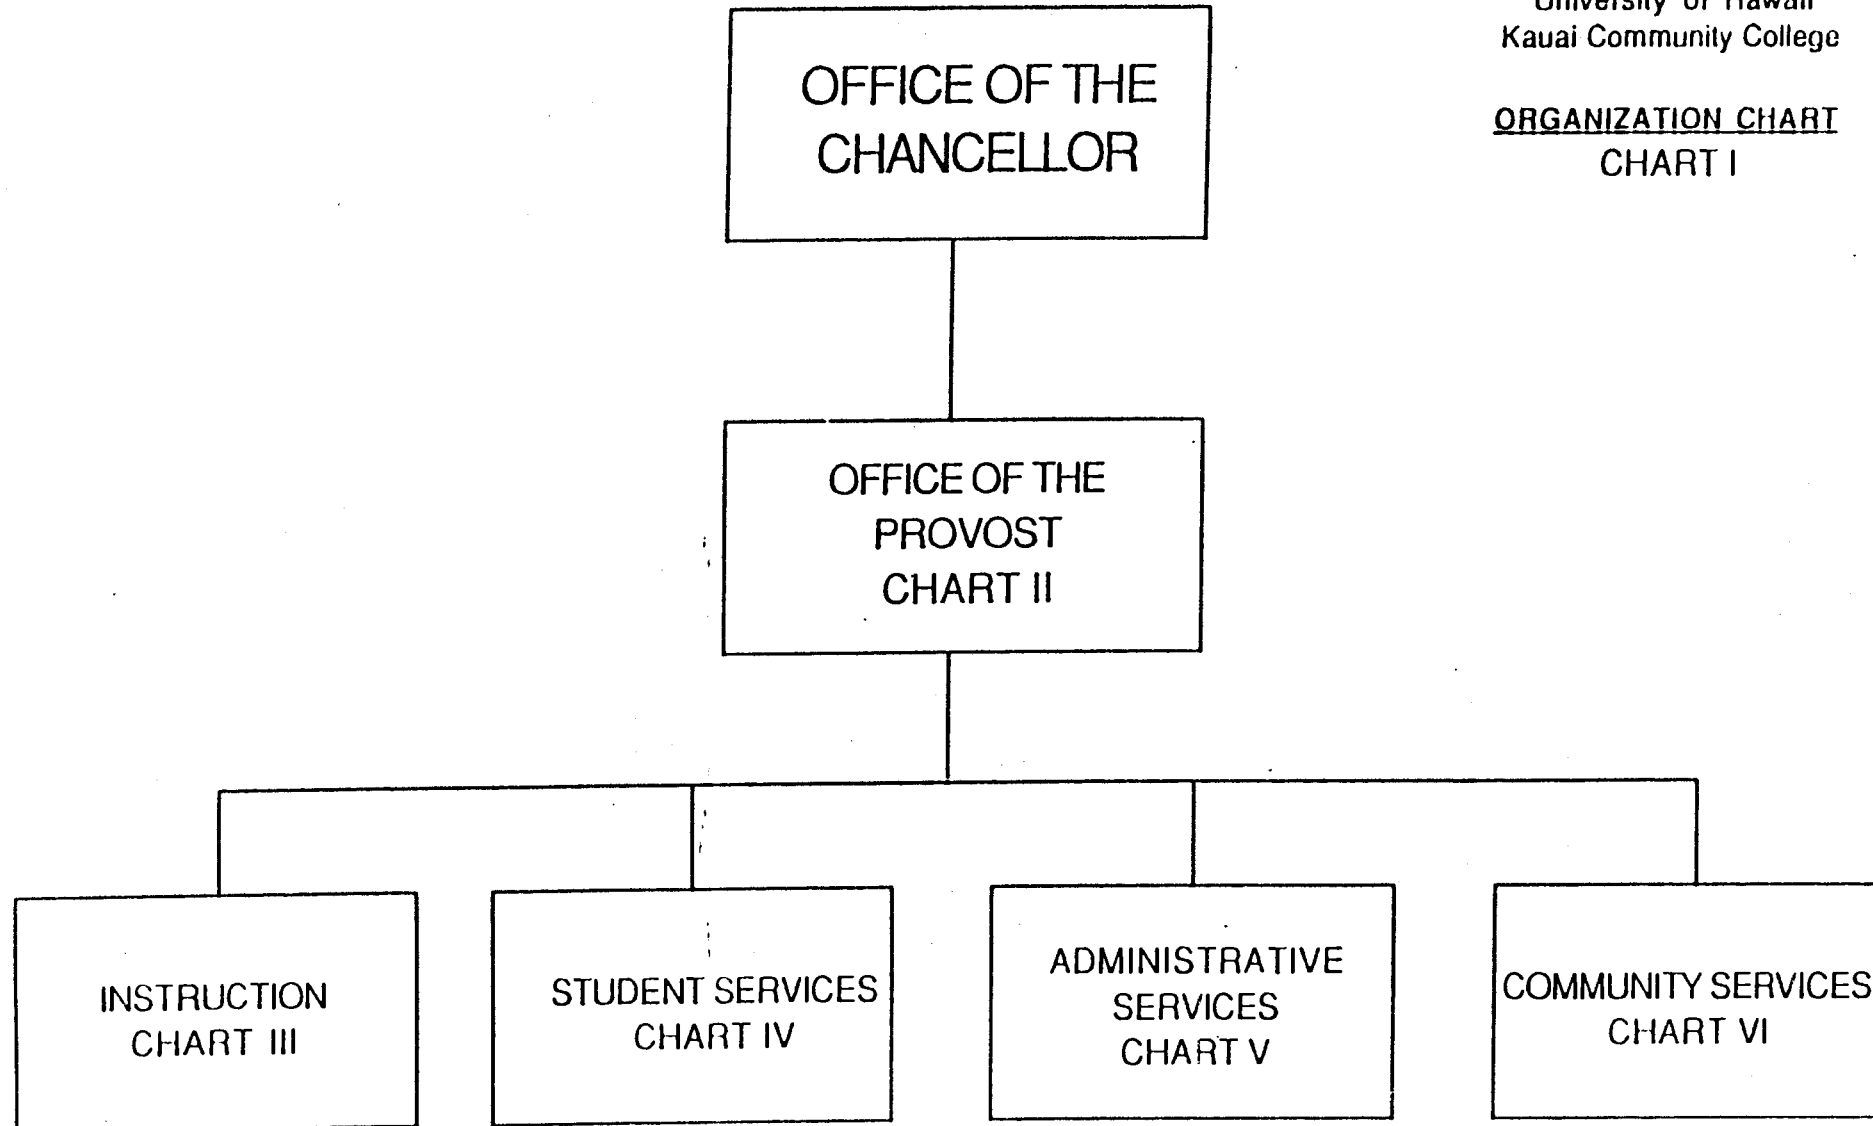 University of Hawaii
Kauai Community College
ORGANIZATION CHART
CHART I
OFFICE OF THE
CHANCELLOR
OFFICE OF THE
PROVOST
CHART II
INSTRUCTION
CHART III
STUDENT SERVICES
CHART IV
ADMINISTRATIVE
SERVICES
CHART V
COMMUNITY SERVICES
CHART VI